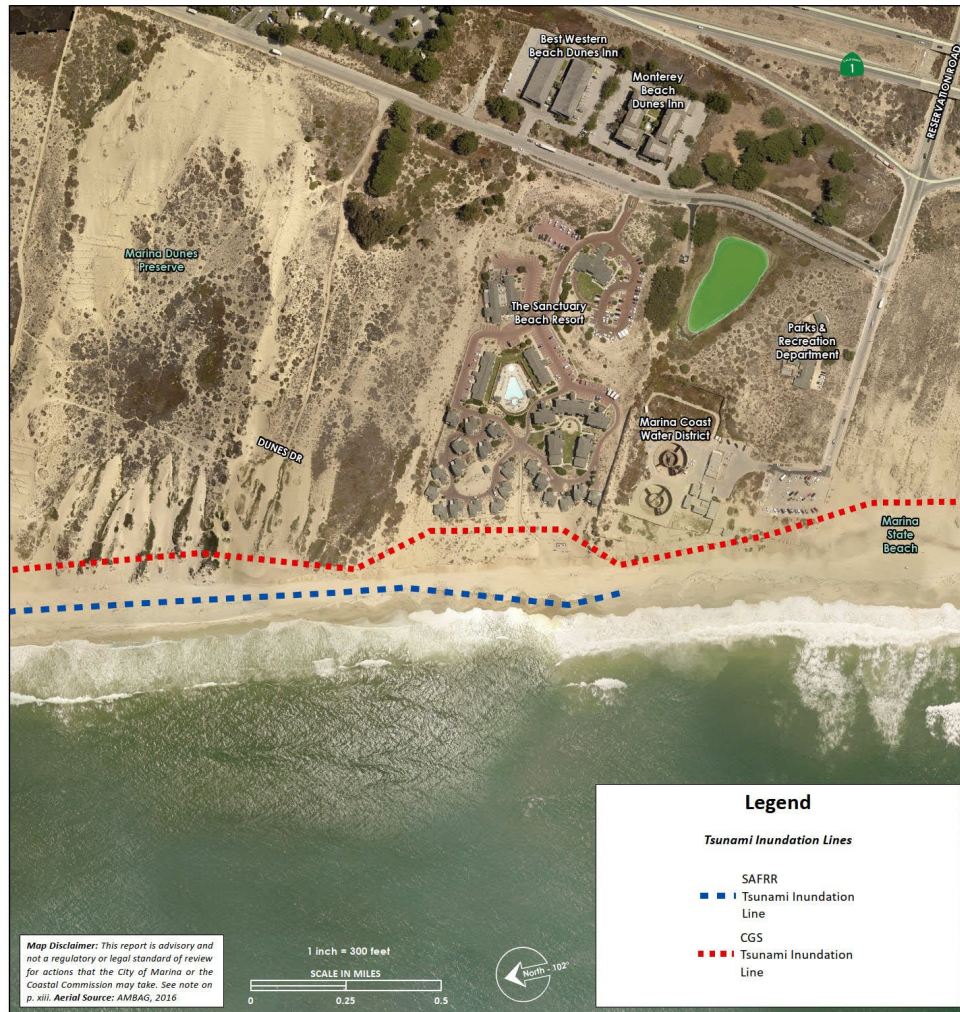 Best Western
Beach Dunes Inn
Monterey
Beach
Dunes Inn
CALIFORNIA
1
RESERVATION ROAD
Marina Dunes
Preserve
The Sanctuary
Beach Resort
Parks &
Recreation
Department
Marina Coast
Water District
DUNES DR
Marina
State
Beach
Legend
Tsunami Inundation Lines
SAFRR
Tsunami Inundation
Line
CGS
Tsunami Inundation
Line
Map Disclaimer: This report is advisory and
not a regulatory or legal standard of review
for actions that the City of Marina or the
Coastal Commission may take. See note on
p. xiii. Aerial Source: AMBAG, 2016
1 inch = 300 feet
SCALE IN MILES
0 0.25 0.5
North - 102°